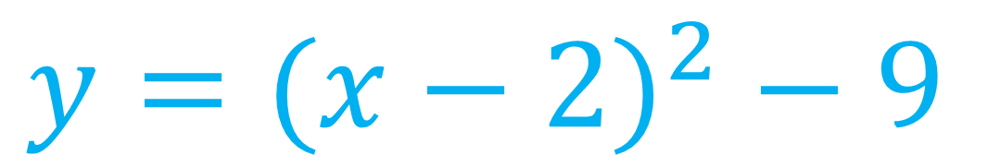 y = (x − 2)² − 9